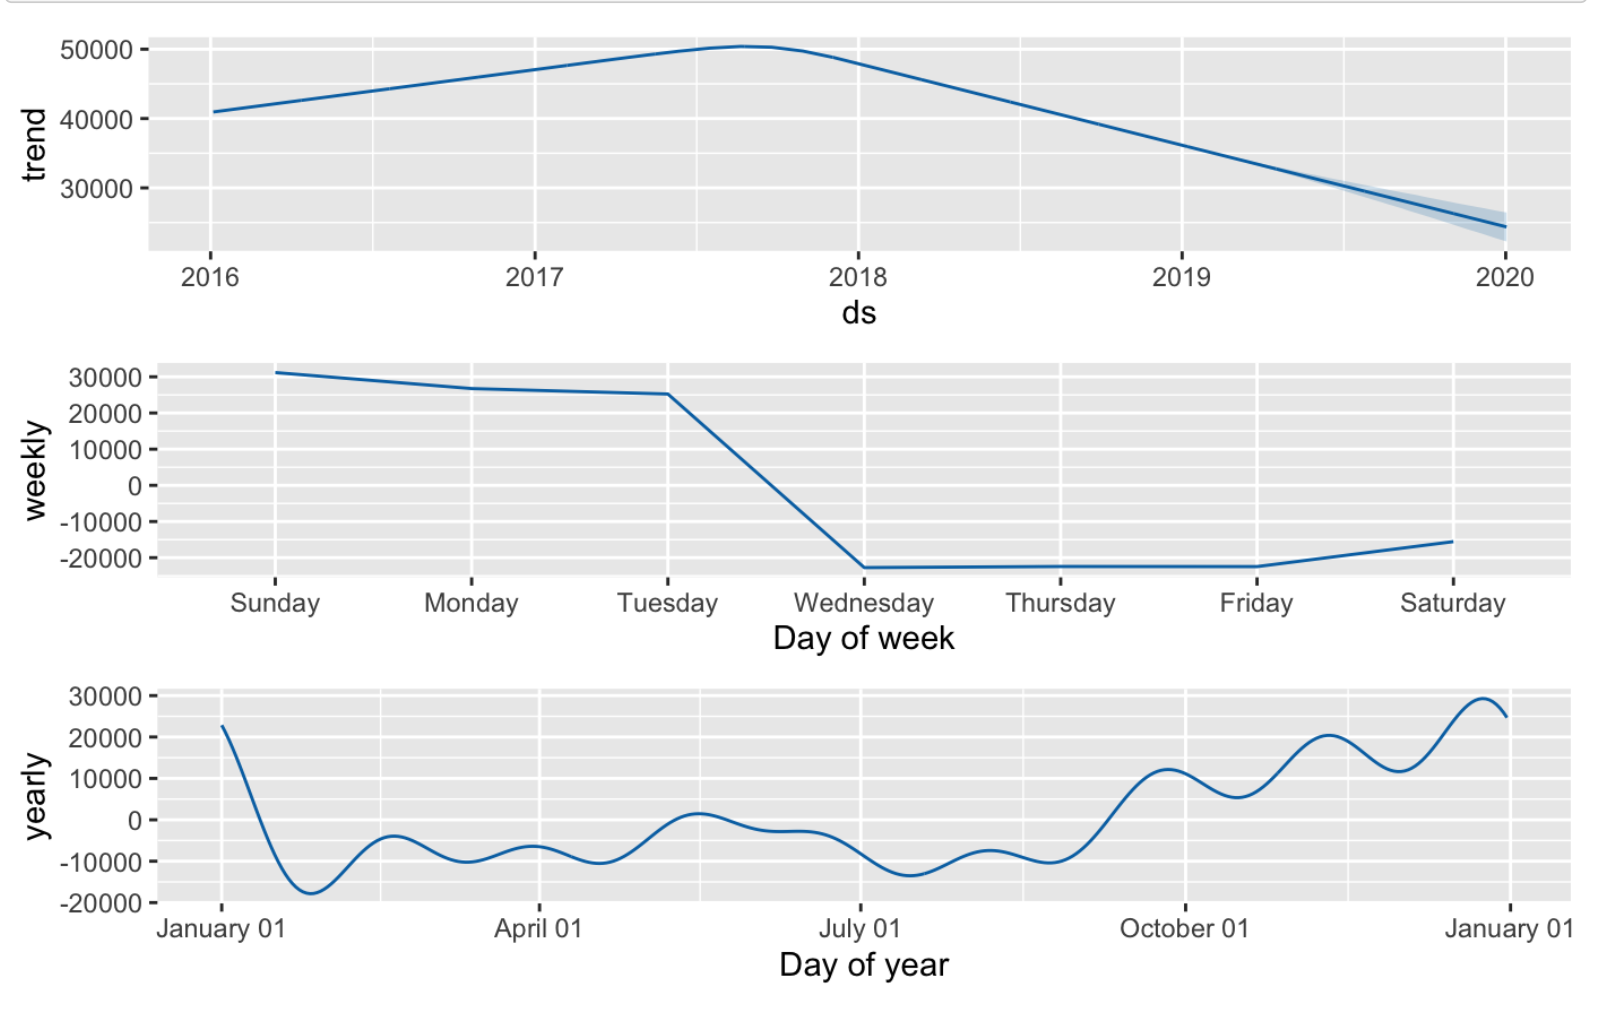 50000
40000
30000
trend
2016 2017 2018 2019 2020
ds
30000
20000
10000
0
-10000
-20000
weekly
Sunday Monday Tuesday Wednesday Thursday Friday Saturday
Day of week
30000
20000
10000
0
-10000
-20000
yearly
January 01 April 01 July 01 October 01 January 01
Day of year